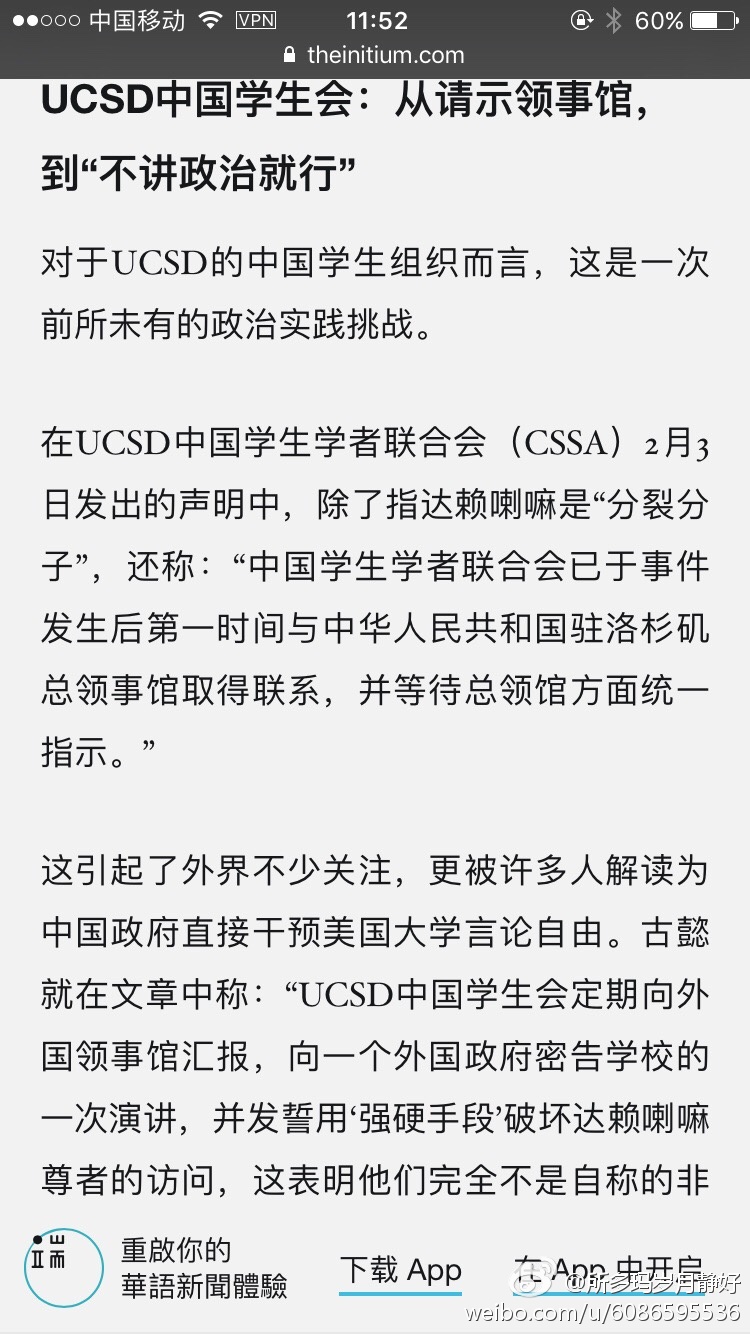 中国移动 VPN 11:52 60%
theinitium.com
UCSD中国学生会：从请示领事馆，
到“不讲政治就行”
对于UCSD的中国学生组织而言，这是一次
前所未有的政治实践挑战。
在UCSD中国学生学者联合会（CSSA）2月3
日发出的声明中，除了指达赖喇嘛是“分裂分
子”，还称：“中国学生学者联合会已于事件
发生后第一时间与中华人民共和国驻洛杉矶
总领事馆取得联系，并等待总领馆方面统一
指示。”
这引起了外界不少关注，更被许多人解读为
中国政府直接干预美国大学言论自由。古懿
就在文章中称：“UCSD中国学生会定期向外
国领事馆汇报，向一个外国政府密告学校的
一次演讲，并发誓用‘强硬手段’破坏达赖喇嘛
尊者的访问，这表明他们完全不是自称的非
端
重啟你的
華語新聞體驗
下载 App
在 App 中开启
@所多玛岁月静好
weibo.com/u/6086595536